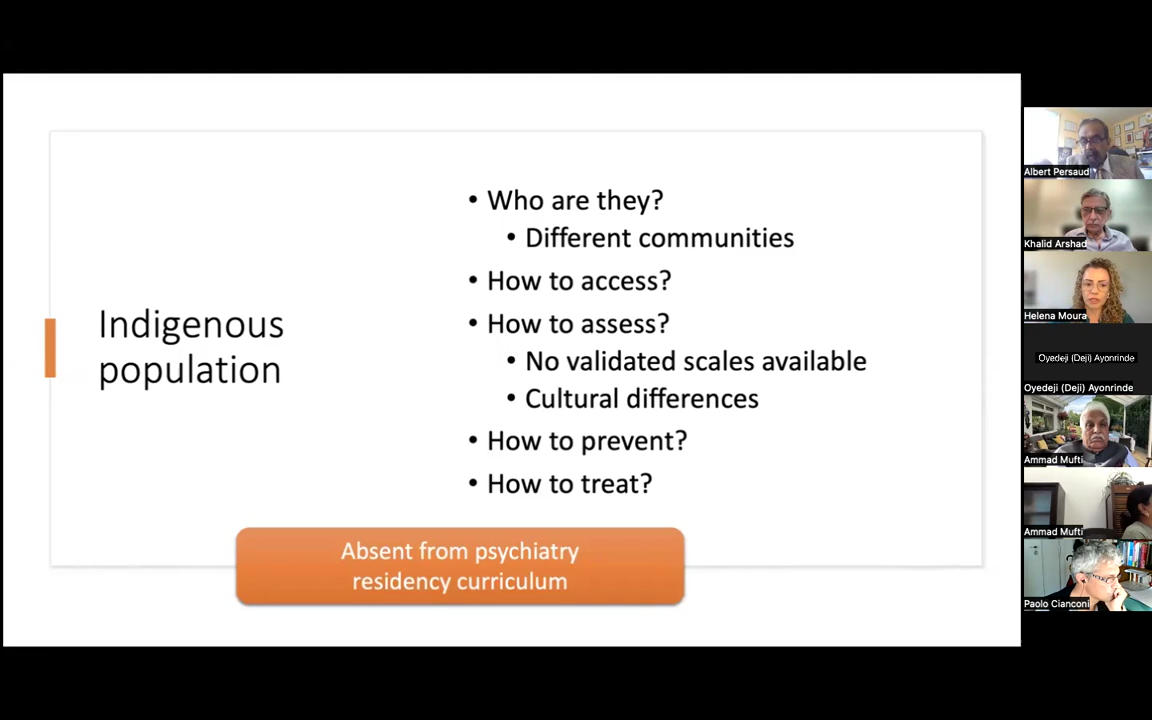 Indigenous
population
• Who are they?
• Different communities
• How to access?
• How to assess?
• No validated scales available
• Cultural differences
• How to prevent?
• How to treat?
Absent from psychiatry
residency curriculum
Albert Persaud
Khalid Arshad
Helena Moura
Oyedeji (Deji) Ayonrinde
Oyedeji (Deji) Ayonrinde
Ammad Mufti
Ammad Mufti
Paolo Cianconi